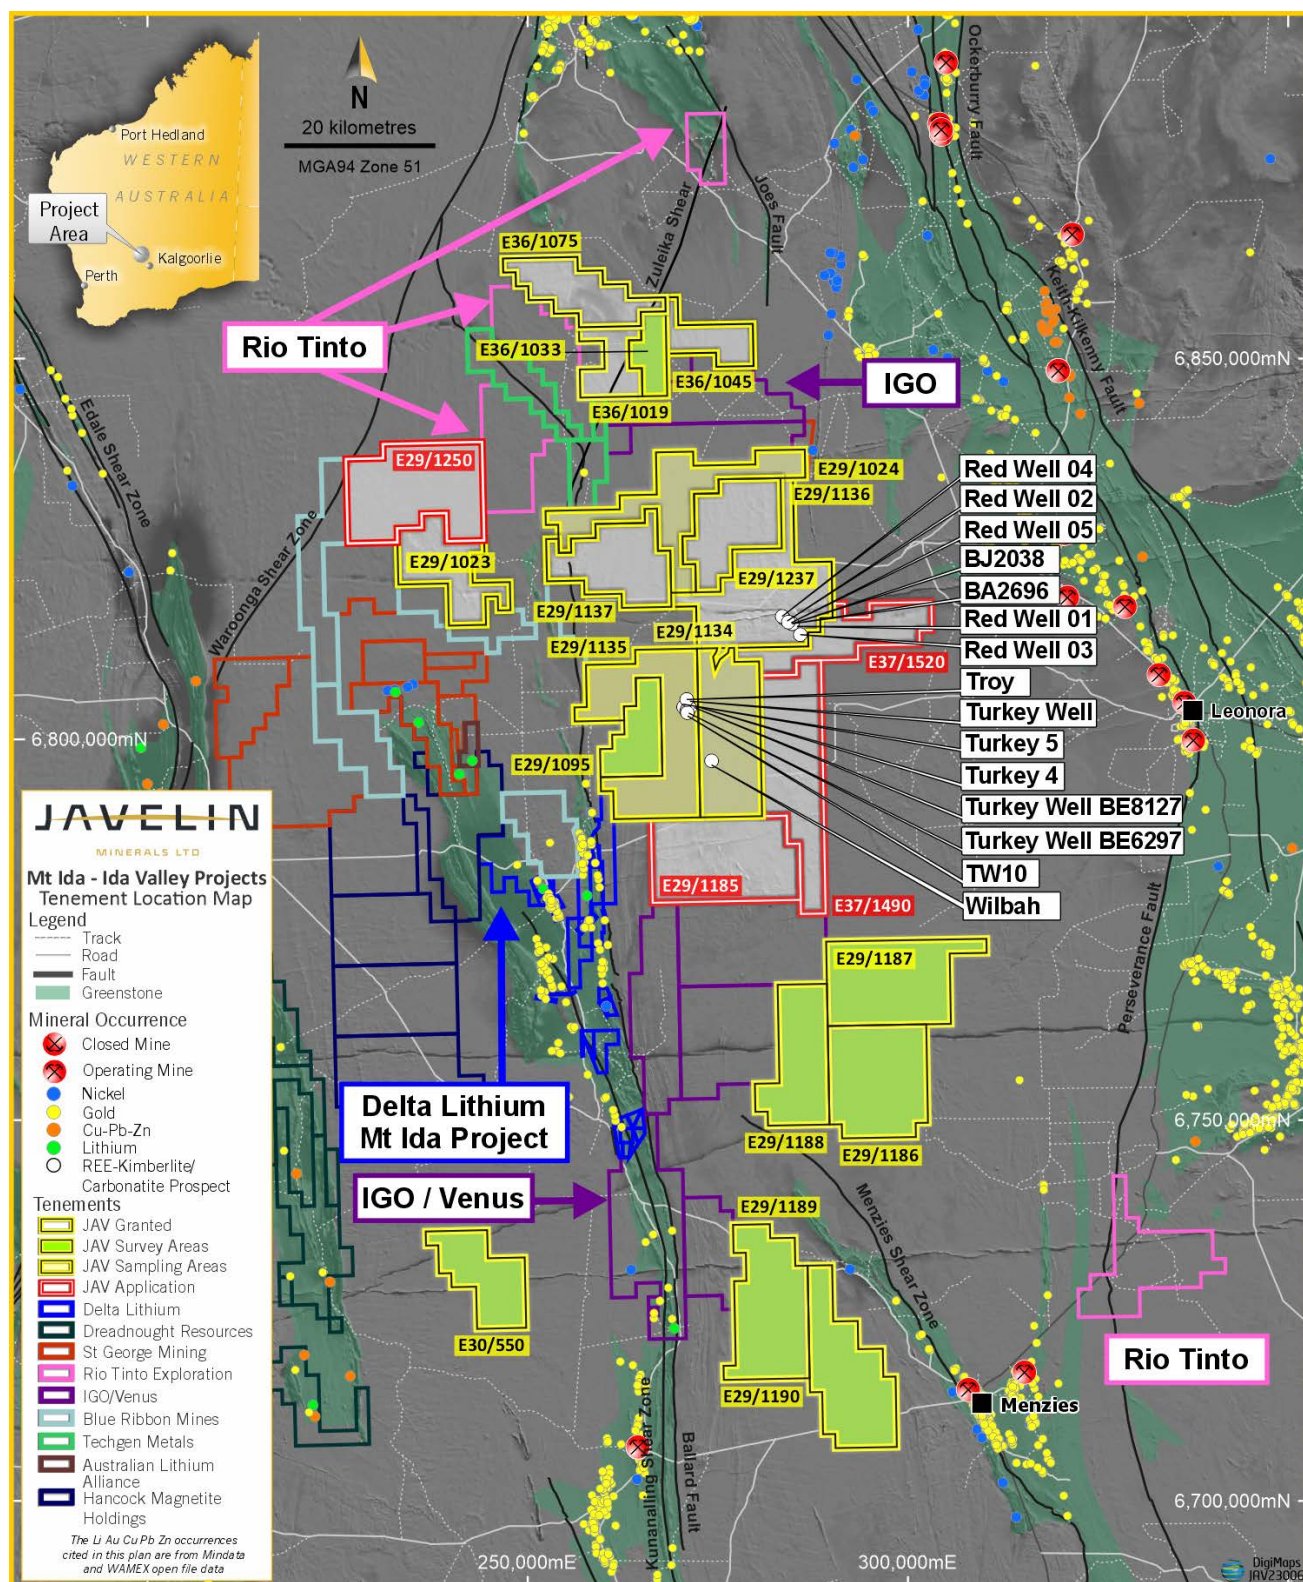 Port Hedland
WESTERN
AUSTRALIA
Project
Area
Kalgoorlie
Perth
N
20 kilometres
MGA94 Zone 51
Ockerburry Fault
Zuleika Shear
Joes Fault
Keith-Kilkenny Fault
Edale Shear Zone
Waroonga Shear Zone
E36/1075
Rio Tinto
E36/1033
E36/1045
E36/1019
IGO
6,850,000mN
E29/1250
E29/1024
E29/1136
E29/1023
E29/1237
E29/1137
E29/1134
E29/1135
E37/1520
Red Well 04
Red Well 02
Red Well 05
BJ2038
BA2696
Red Well 01
Red Well 03
Troy
Turkey Well
Turkey 5
Turkey 4
Turkey Well BE8127
Turkey Well BE6297
TW10
Wilbah
Leonora
6,800,000mN
E29/1095
E29/1185
E37/1490
Perseverance Fault
E29/1187
E29/1188
E29/1186
6,750,000mN
Delta Lithium
Mt Ida Project
IGO / Venus
E29/1189
Menzies Shear Zone
E30/550
E29/1190
Rio Tinto
Menzies
Kunanalling Shear Zone
Ballard Fault
6,700,000mN
250,000mE
300,000mE
JAVELIN
MINERALS LTD
Mt Ida - Ida Valley Projects
Tenement Location Map
Legend
Track
Road
Fault
Greenstone
Mineral Occurrence
Closed Mine
Operating Mine
Nickel
Gold
Cu-Pb-Zn
Lithium
REE-Kimberlite/
Carbonatite Prospect
Tenements
JAV Granted
JAV Survey Areas
JAV Sampling Areas
JAV Application
Delta Lithium
Dreadnought Resources
St George Mining
Rio Tinto Exploration
IGO/Venus
Blue Ribbon Mines
Techgen Metals
Australian Lithium
Alliance
Hancock Magnetite
Holdings
The Li Au Cu Pb Zn occurrences
cited in this plan are from Mindata
and WAMEX open file data
DigiMaps
JAV23006